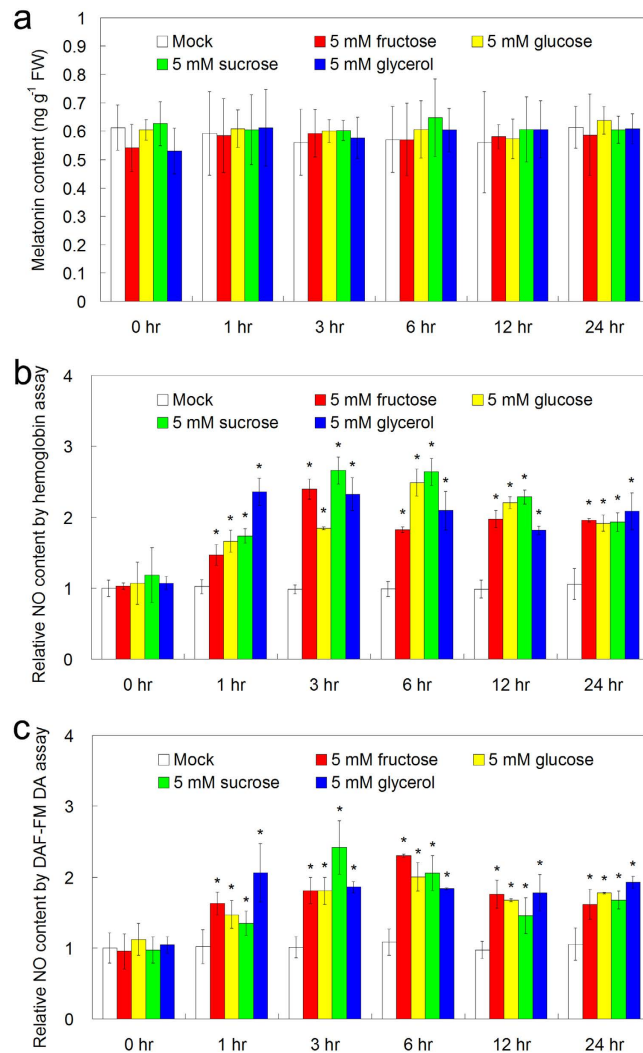 a
Melatonin content (ng g⁻¹ FW)
1
0.9
0.8
0.7
0.6
0.5
0.4
0.3
0.2
0.1
0
Mock
5 mM fructose
5 mM glucose
5 mM sucrose
5 mM glycerol
0 hr
1 hr
3 hr
6 hr
12 hr
24 hr
b
Relative NO content by hemoglobin assay
4
3
2
1
0
Mock
5 mM fructose
5 mM glucose
5 mM sucrose
5 mM glycerol
* * * *
* * * *
* * * *
* * * *
* * * *
0 hr
1 hr
3 hr
6 hr
12 hr
24 hr
c
Relative NO content by DAF-FM DA assay
4
3
2
1
0
Mock
5 mM fructose
5 mM glucose
5 mM sucrose
5 mM glycerol
* * * *
* * * *
* * * *
* * * *
* * * *
0 hr
1 hr
3 hr
6 hr
12 hr
24 hr